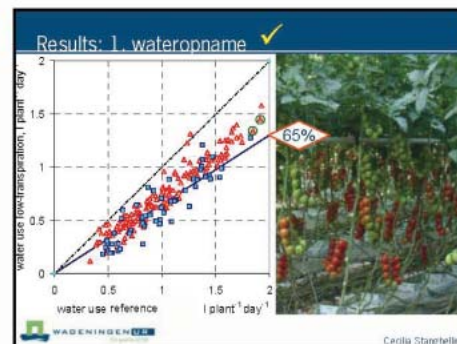 Results: 1. wateropname
water use low-transpiration, l plant⁻¹ day⁻¹
2
1.5
1
0.5
0
65%
0 0.5 1 1.5 2
water use reference l plant⁻¹ day⁻¹
WAGENINGEN UR
Cecilia Stanghellini